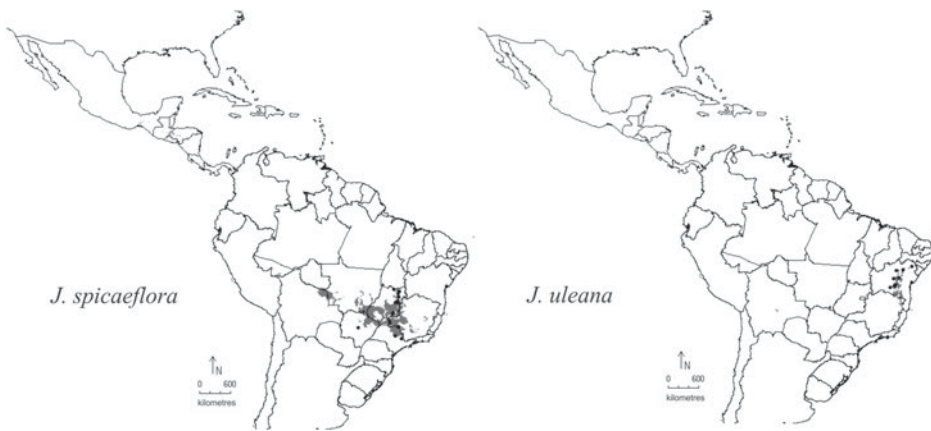 J. spicaeflora
N
0 600
kilometres
J. uleana
N
0 600
kilometres